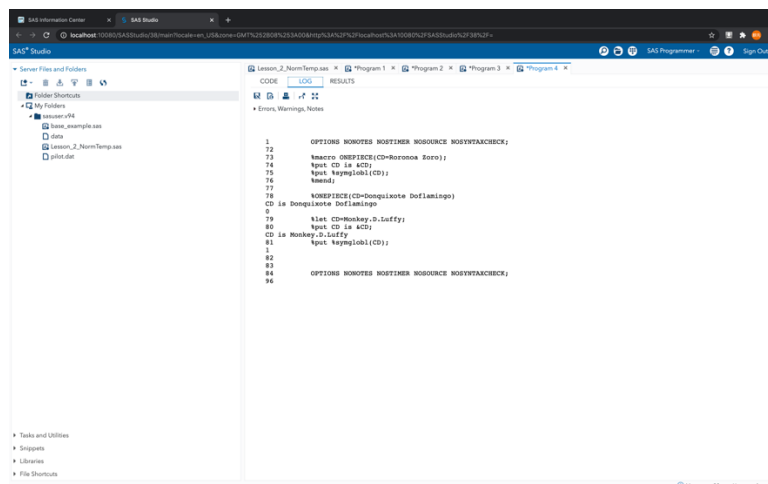 SAS Information Center
SAS Studio
localhost:10080/SASStudio/38/main?locale=en_US&zone=GMT%252B08%253A00&http%3A%2F%2Flocalhost%3A10080%2FSASStudio%2F38%2F=
SAS® Studio
SAS Programmer
Sign Out
Server Files and Folders
Folder Shortcuts
My Folders
sasuser.v94
base_example.sas
data
Lesson_2_NormTemp.sas
pilot.dat
Tasks and Utilities
Snippets
Libraries
File Shortcuts
Lesson_2_NormTemp.sas
*Program 1
*Program 2
*Program 3
*Program 4
CODE LOG RESULTS
Errors, Warnings, Notes
1 OPTIONS NONOTES NOSTIMER NOSOURCE NOSYNTAXCHECK;
72
73 %macro ONEPIECE(CD=Roronoa Zoro);
74 %put CD is &CD;
75 %put %symglobl(CD);
76 %mend;
77
78 %ONEPIECE(CD=Donquixote Doflamingo)
CD is Donquixote Doflamingo
0
79 %let CD=Monkey.D.Luffy;
80 %put CD is &CD;
CD is Monkey.D.Luffy
81 %put %symglobl(CD);
1
82
83
84 OPTIONS NONOTES NOSTIMER NOSOURCE NOSYNTAXCHECK;
96